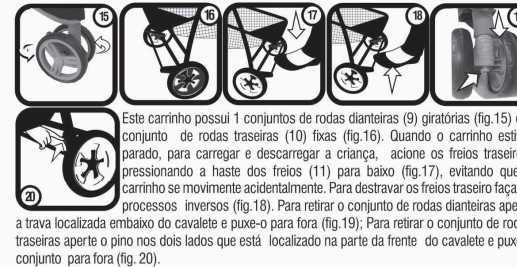 15 16 17 18
20
Este carrinho possui 1 conjuntos de rodas dianteiras (9) giratórias (fig.15)
conjunto de rodas traseiras (10) fixas (fig.16). Quando o carrinho esti
parado, para carregar e descarregar a criança, acione os freios traseir
pressionando a haste dos freios (11) para baixo (fig.17), evitando que
carrinho se movimente acidentalmente. Para destravar os freios traseiro faça
processos inversos (fig.18). Para retirar o conjunto de rodas dianteiras ape
a trava localizada embaixo do cavalete e puxe-o para fora (fig.19); Para retirar o conjunto de rod
traseiras aperte o pino nos dois lados que está localizado na parte da frente do cavalete e pux
conjunto para fora (fig. 20).